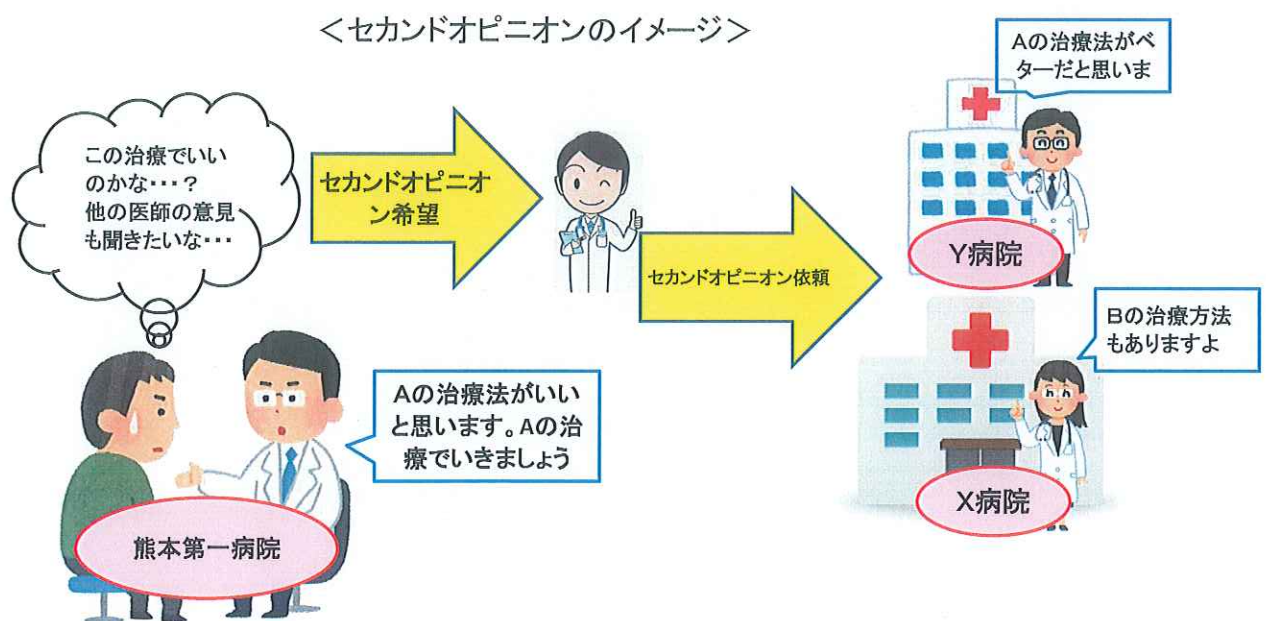 ＜セカンドオピニオンのイメージ＞
この治療でいい
のかな・・・？
他の医師の意見
も聞きたいな・・・
セカンドオピニオ
ン希望
セカンドオピニオン依頼
Aの治療法がベ
ターだと思いま
Y病院
Bの治療方法
もありますよ
X病院
Aの治療法がいい
と思います。Aの治
療でいきましょう
熊本第一病院